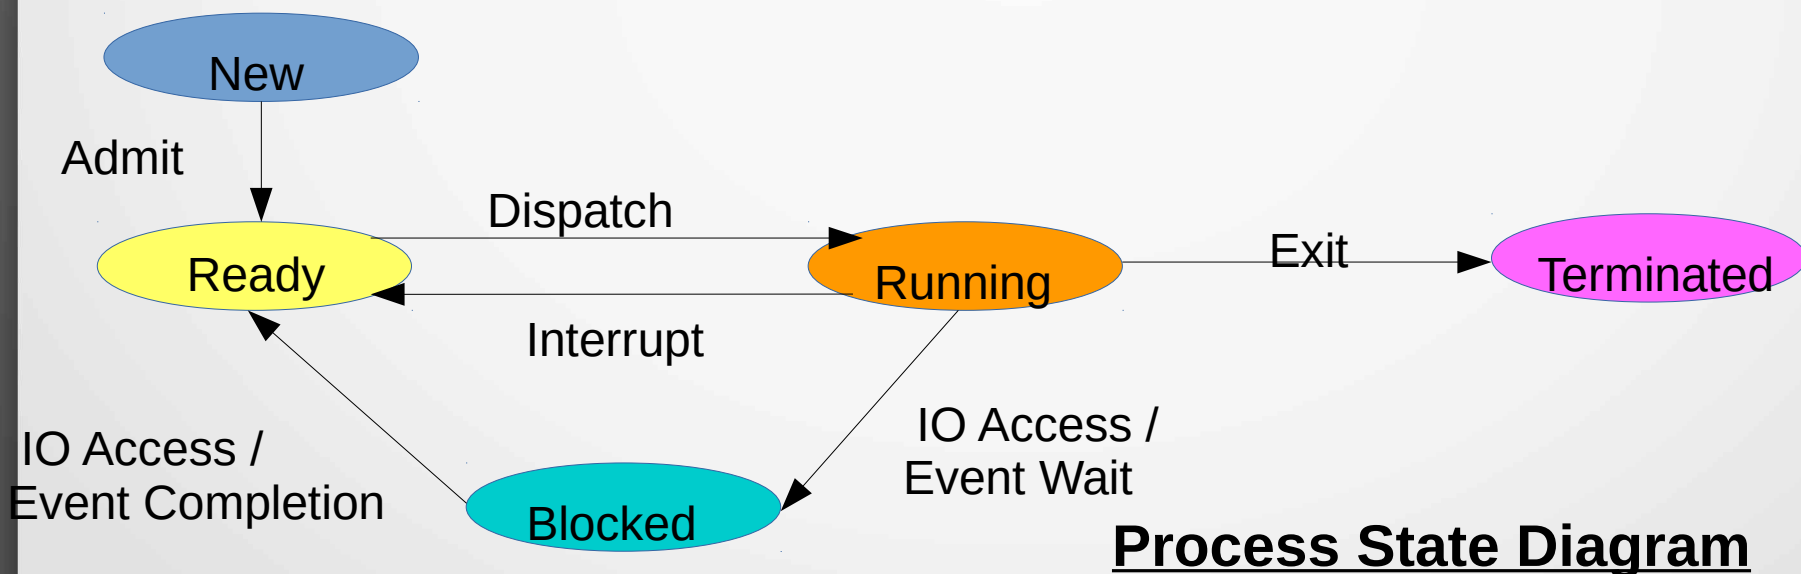 New
Admit
Dispatch
Ready
Running
Exit
Terminated
Interrupt
IO Access /
Event Completion
IO Access /
Event Wait
Blocked
Process State Diagram